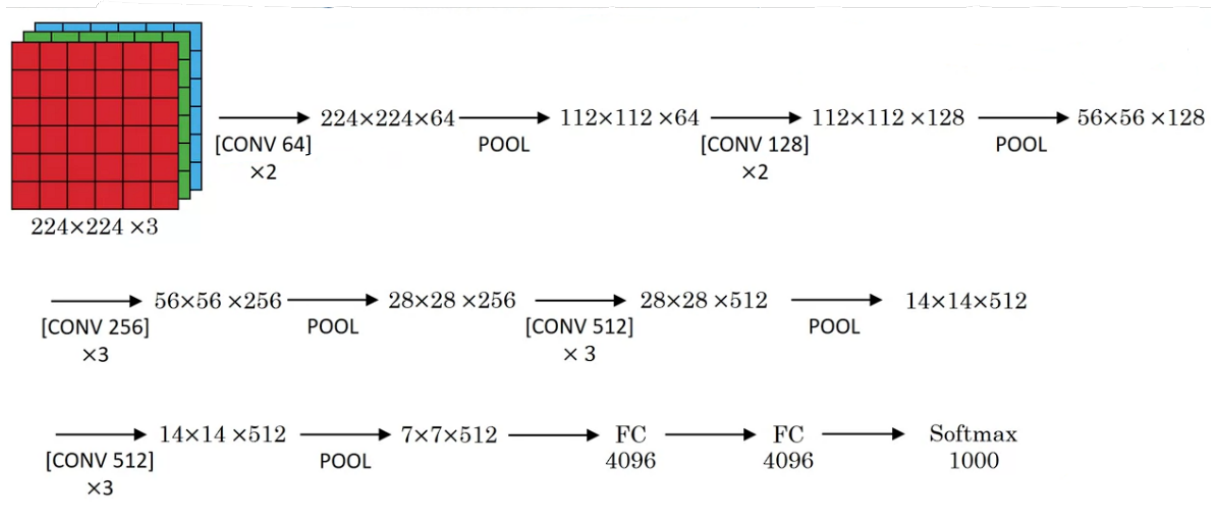 224×224×64 112×112 ×64 112×112 ×128 56×56 ×128
[CONV 64] POOL [CONV 128] POOL
×2 ×2
224×224 ×3
56×56 ×256 28×28 ×256 28×28 ×512 14×14×512
[CONV 256] POOL [CONV 512] POOL
×3 × 3
14×14 ×512 7×7×512 FC FC Softmax
[CONV 512] POOL 4096 4096 1000
×3